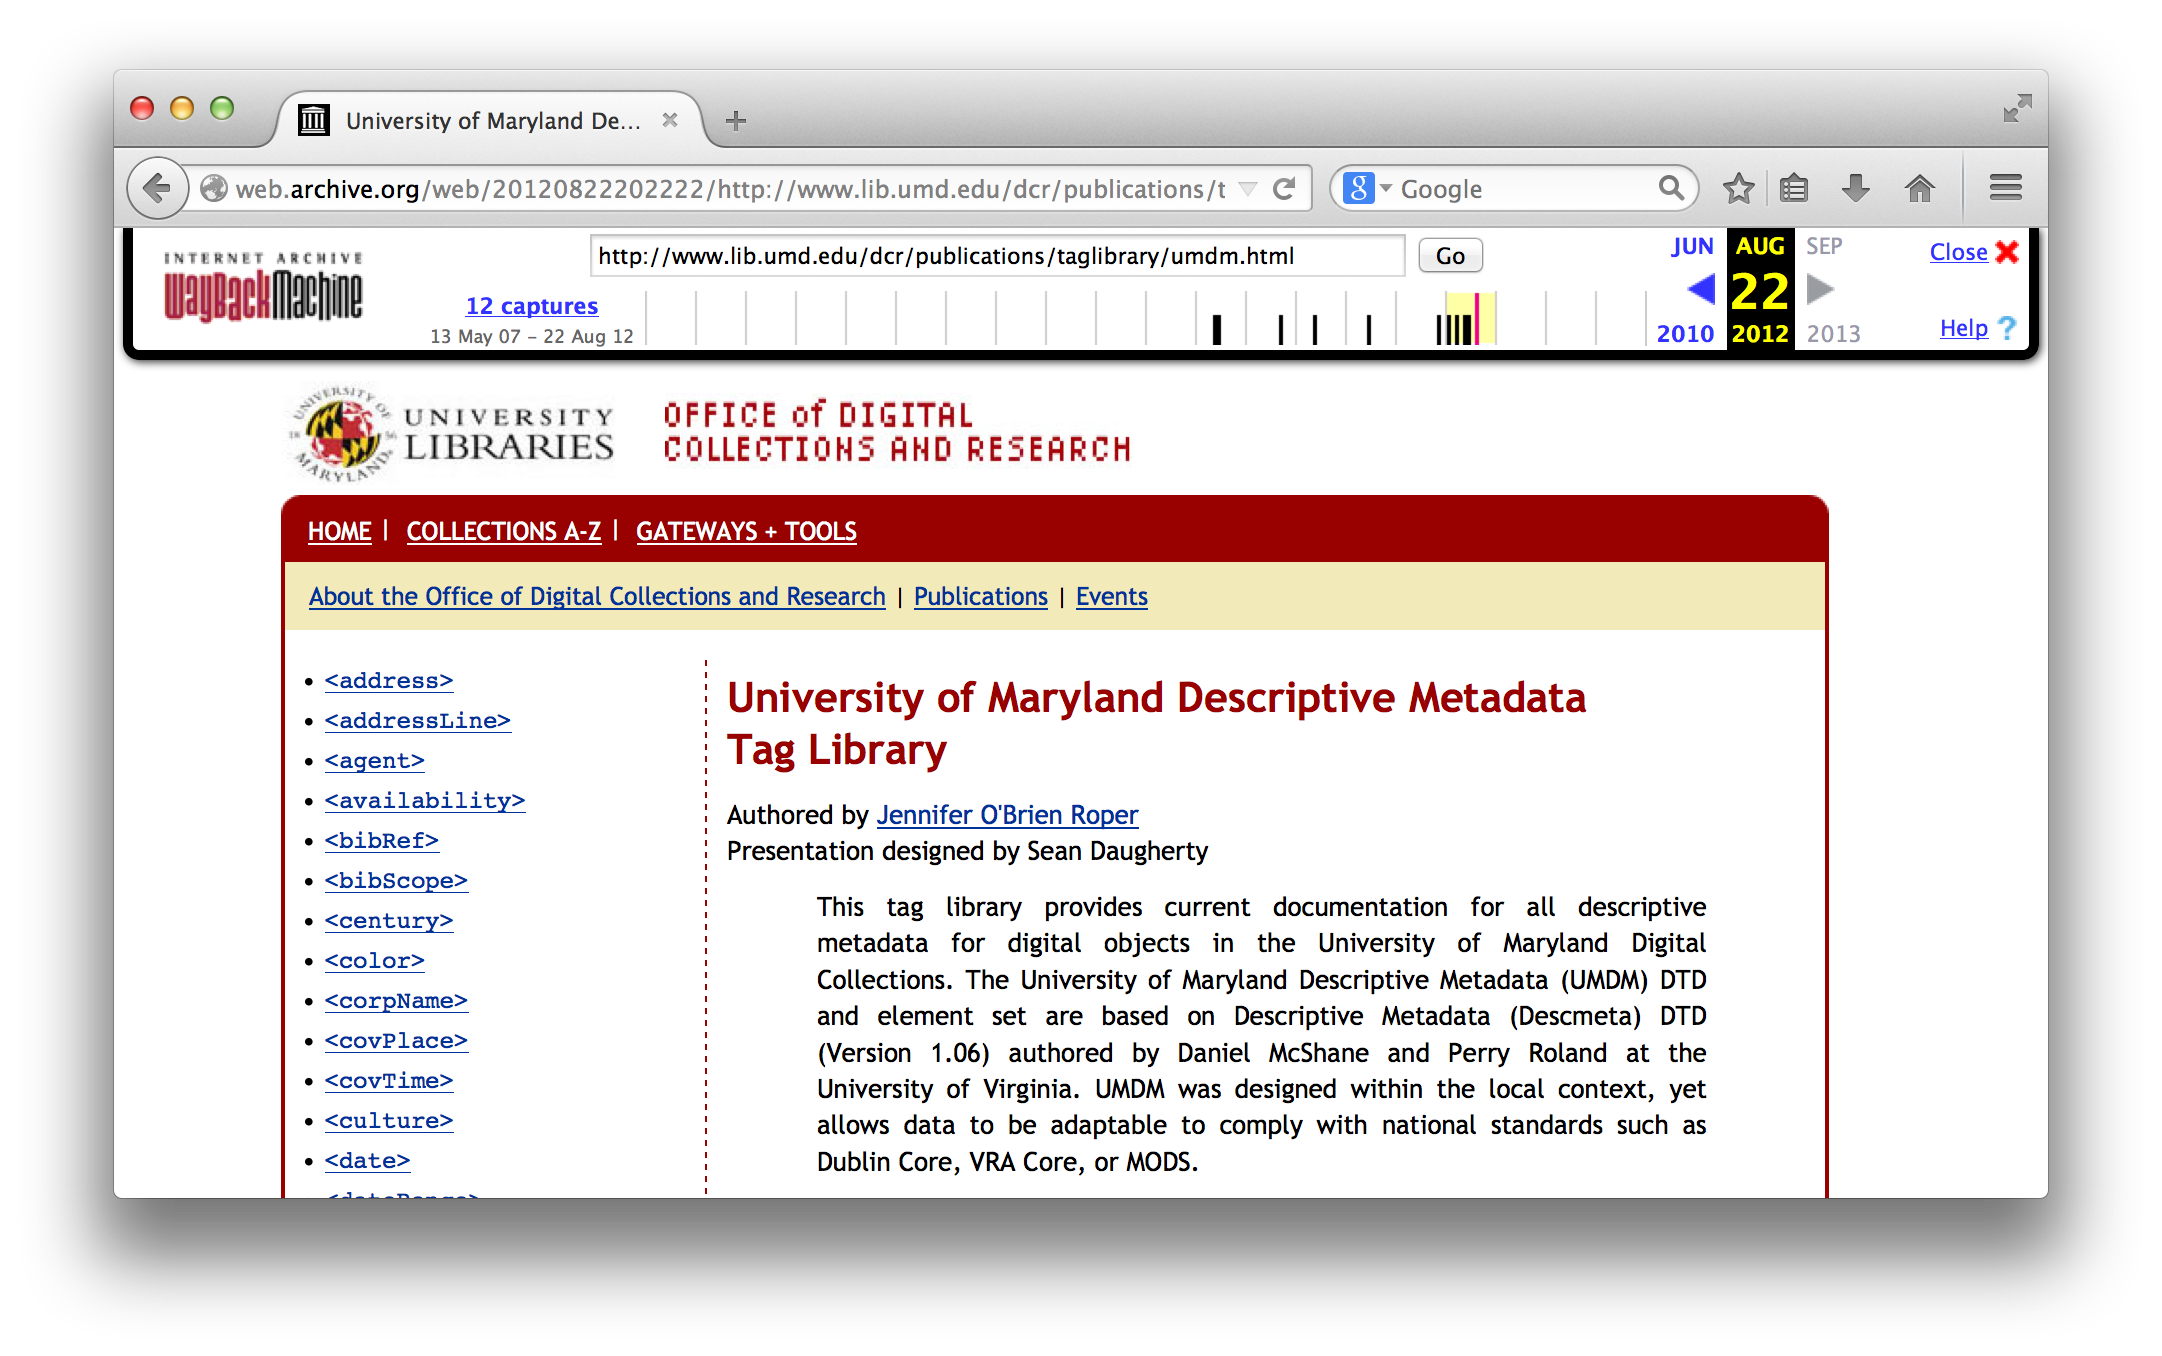 University of Maryland De...
web.archive.org/web/20120822202222/http://www.lib.umd.edu/dcr/publications/t
8 Google
INTERNET ARCHIVE
WayBackMachine
http://www.lib.umd.edu/dcr/publications/taglibrary/umdm.html
Go
12 captures
13 May 07 – 22 Aug 12
JUN AUG SEP
22
2010 2012 2013
Close
Help ?
UNIVERSITY OF MARYLAND
18 56
UNIVERSITY
LIBRARIES
OFFICE of DIGITAL
COLLECTIONS AND RESEARCH
HOME | COLLECTIONS A-Z | GATEWAYS + TOOLS
About the Office of Digital Collections and Research | Publications | Events
• <address>
• <addressLine>
• <agent>
• <availability>
• <bibRef>
• <bibScope>
• <century>
• <color>
• <corpName>
• <covPlace>
• <covTime>
• <culture>
• <date>
<dateRange>
University of Maryland Descriptive Metadata
Tag Library
Authored by Jennifer O'Brien Roper
Presentation designed by Sean Daugherty
This tag library provides current documentation for all descriptive
metadata for digital objects in the University of Maryland Digital
Collections. The University of Maryland Descriptive Metadata (UMDM) DTD
and element set are based on Descriptive Metadata (Descmeta) DTD
(Version 1.06) authored by Daniel McShane and Perry Roland at the
University of Virginia. UMDM was designed within the local context, yet
allows data to be adaptable to comply with national standards such as
Dublin Core, VRA Core, or MODS.